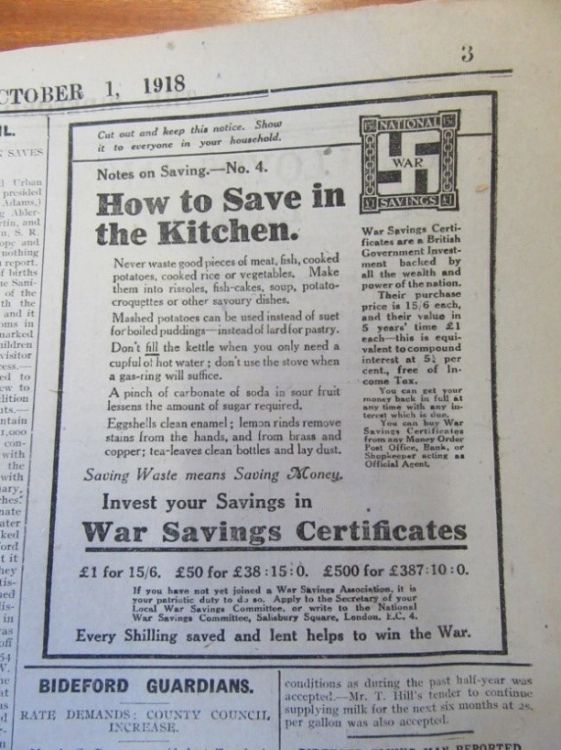 OCTOBER 1, 1918
3
Cut out and keep this notice. Show
it to everyone in your household.
Notes on Saving.—No. 4.
How to Save in
the Kitchen.
Never waste good pieces of meat, fish, cooked
potatoes, cooked rice or vegetables. Make
them into rissoles, fish-cakes, soup, potato-
croquettes or other savoury dishes.
Mashed potatoes can be used instead of suet
for boiled puddings—instead of lard for pastry.
Don't fill the kettle when you only need a
cupful of hot water; don't use the stove when
a gas-ring will suffice.
A pinch of carbonate of soda in sour fruit
lessens the amount of sugar required.
Eggshells clean enamel; lemon rinds remove
stains from the hands, and from brass and
copper; tea-leaves clean bottles and lay dust.
NATIONAL
WAR
SAVINGS
War Savings Certi-
ficates are a British
Government Invest-
ment backed by
all the wealth and
power of the nation.
Their purchase
price is 15/6 each,
and their value in
5 years' time £1
each—this is equi-
valent to compound
interest at 5¼ per
cent., free of In-
come Tax.
You can get your
money back in full at
any time with any in-
terest which is due.
You can buy War
Savings Certificates
from any Money Order
Post Office, Bank, or
Shopkeeper acting as
Official Agent.
Saving Waste means Saving Money.
Invest your Savings in
War Savings Certificates
£1 for 15/6. £50 for £38:15:0. £500 for £387:10:0.
If you have not yet joined a War Savings Association, it is
your patriotic duty to do so. Apply to the Secretary of your
Local War Savings Committee, or write to the National
War Savings Committee, Salisbury Square, London. E.C. 4.
Every Shilling saved and lent helps to win the War.
BIDEFORD GUARDIANS.
RATE DEMANDS: COUNTY COUNCIL
INCREASE.
conditions as during the past half-year was
accepted.—Mr. T. Hill's tender to continue
supplying milk for the next six months at 2s.
per gallon was also accepted.